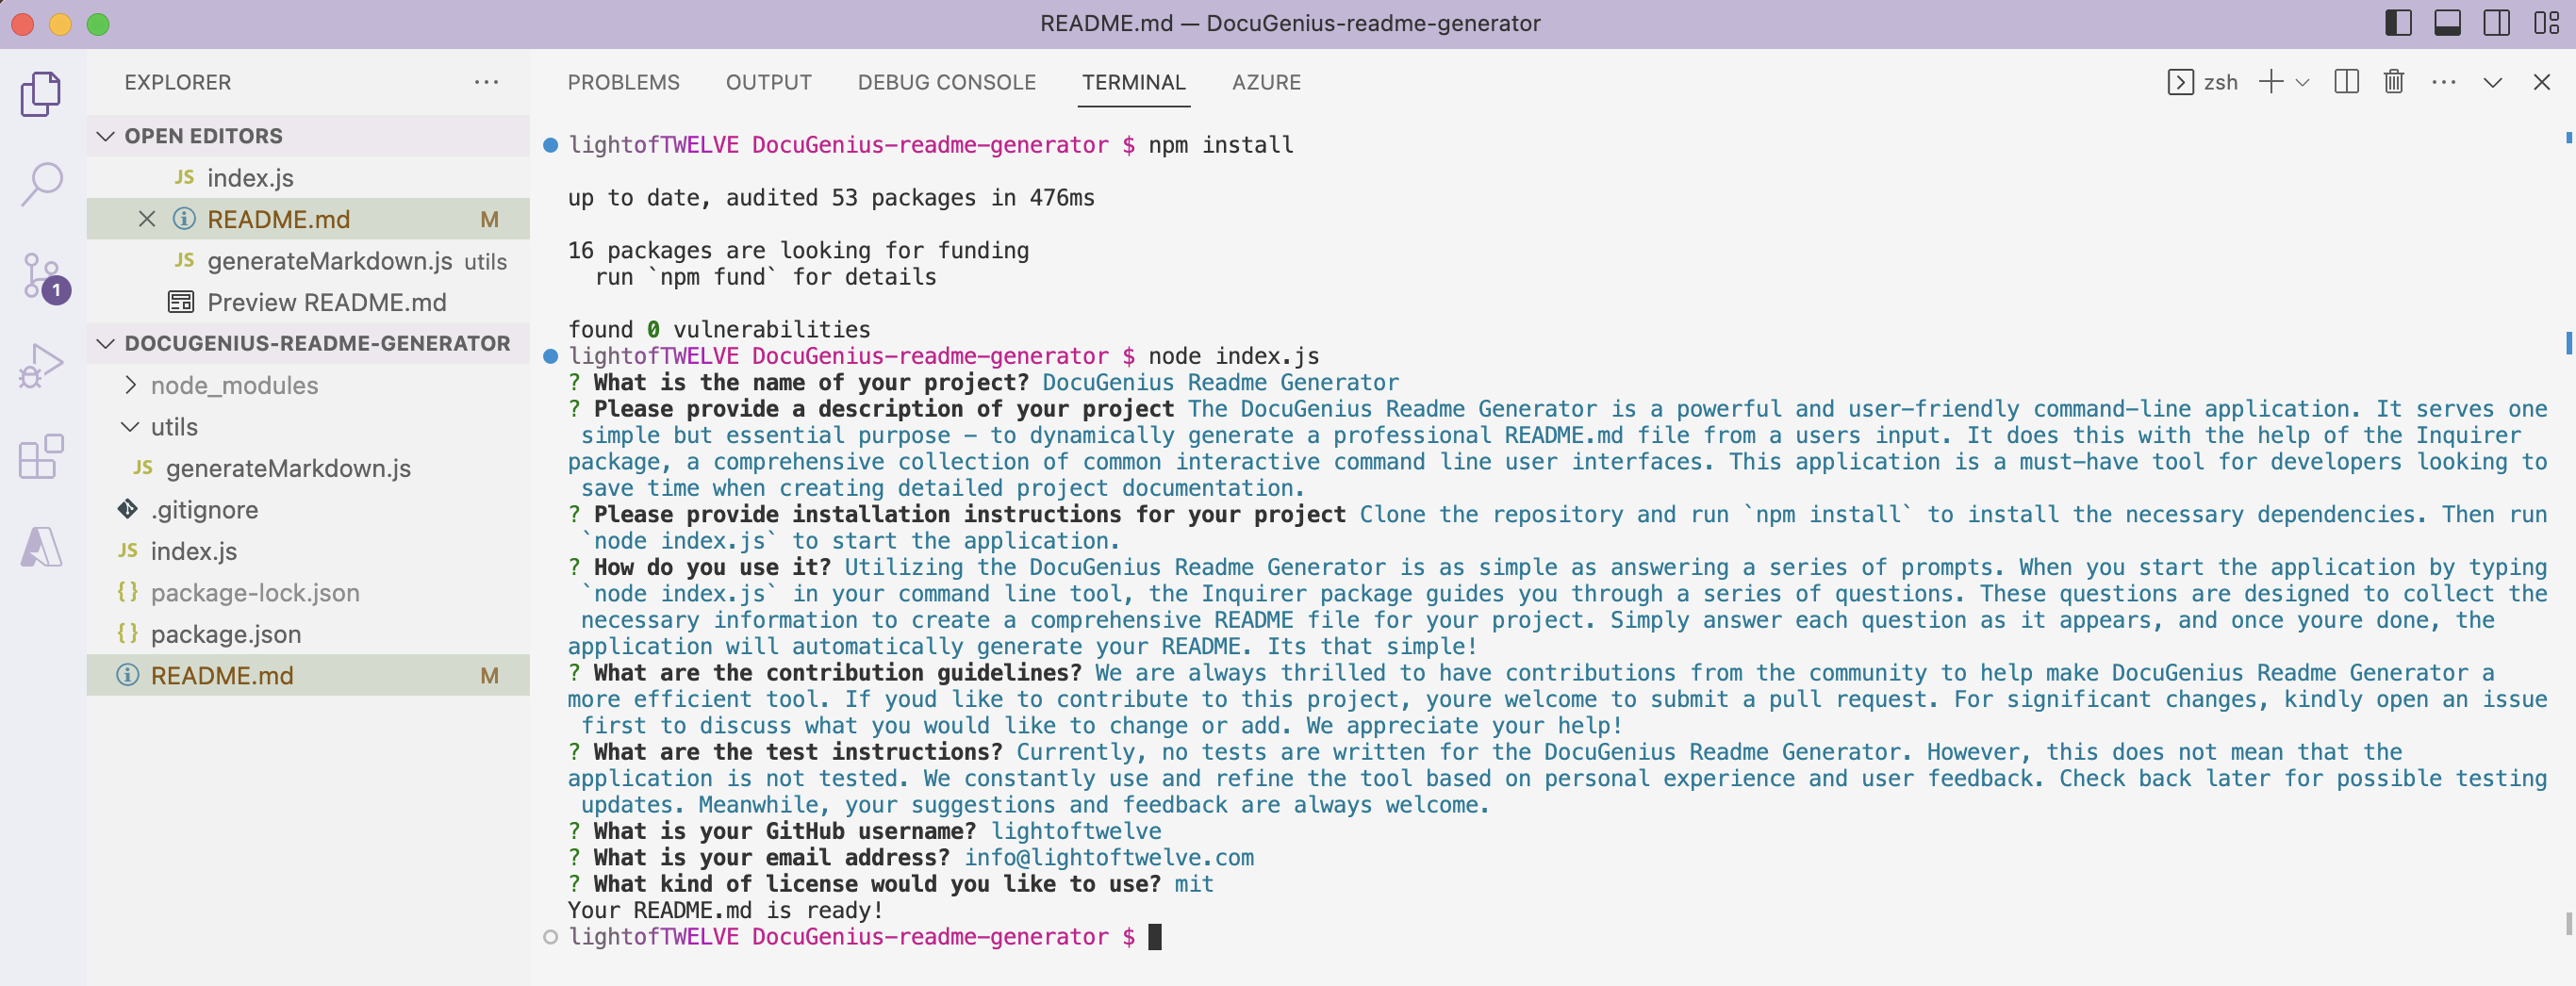 README.md — DocuGenius-readme-generator
EXPLORER
OPEN EDITORS
JS index.js
README.md M
JS generateMarkdown.js utils
Preview README.md
1
DOCUGENIUS-README-GENERATOR
node_modules
utils
JS generateMarkdown.js
.gitignore
JS index.js
{} package-lock.json
{} package.json
README.md M
PROBLEMS OUTPUT DEBUG CONSOLE TERMINAL AZURE
zsh
lightofTWELVE DocuGenius-readme-generator $ npm install
up to date, audited 53 packages in 476ms
16 packages are looking for funding
run `npm fund` for details
found 0 vulnerabilities
lightofTWELVE DocuGenius-readme-generator $ node index.js
? What is the name of your project? DocuGenius Readme Generator
? Please provide a description of your project The DocuGenius Readme Generator is a powerful and user-friendly command-line application. It serves one
simple but essential purpose - to dynamically generate a professional README.md file from a users input. It does this with the help of the Inquirer
package, a comprehensive collection of common interactive command line user interfaces. This application is a must-have tool for developers looking to
save time when creating detailed project documentation.
? Please provide installation instructions for your project Clone the repository and run `npm install` to install the necessary dependencies. Then run
`node index.js` to start the application.
? How do you use it? Utilizing the DocuGenius Readme Generator is as simple as answering a series of prompts. When you start the application by typing
`node index.js` in your command line tool, the Inquirer package guides you through a series of questions. These questions are designed to collect the
necessary information to create a comprehensive README file for your project. Simply answer each question as it appears, and once youre done, the
application will automatically generate your README. Its that simple!
? What are the contribution guidelines? We are always thrilled to have contributions from the community to help make DocuGenius Readme Generator a
more efficient tool. If youd like to contribute to this project, youre welcome to submit a pull request. For significant changes, kindly open an issue
first to discuss what you would like to change or add. We appreciate your help!
? What are the test instructions? Currently, no tests are written for the DocuGenius Readme Generator. However, this does not mean that the
application is not tested. We constantly use and refine the tool based on personal experience and user feedback. Check back later for possible testing
updates. Meanwhile, your suggestions and feedback are always welcome.
? What is your GitHub username? lightoftwelve
? What is your email address? info@lightoftwelve.com
? What kind of license would you like to use? mit
Your README.md is ready!
lightofTWELVE DocuGenius-readme-generator $